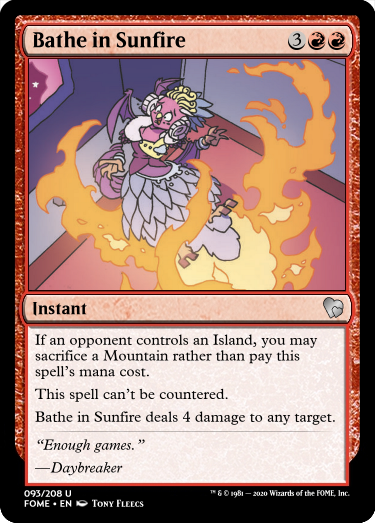 Bathe in Sunfire 3
Instant
If an opponent controls an Island, you may
sacrifice a Mountain rather than pay this
spell's mana cost.
This spell can't be countered.
Bathe in Sunfire deals 4 damage to any target.
“Enough games.”
—Daybreaker
093/208 U
FOME • EN Tony Fleecs
™ & © 1981 — 2020 Wizards of the FOME, Inc.